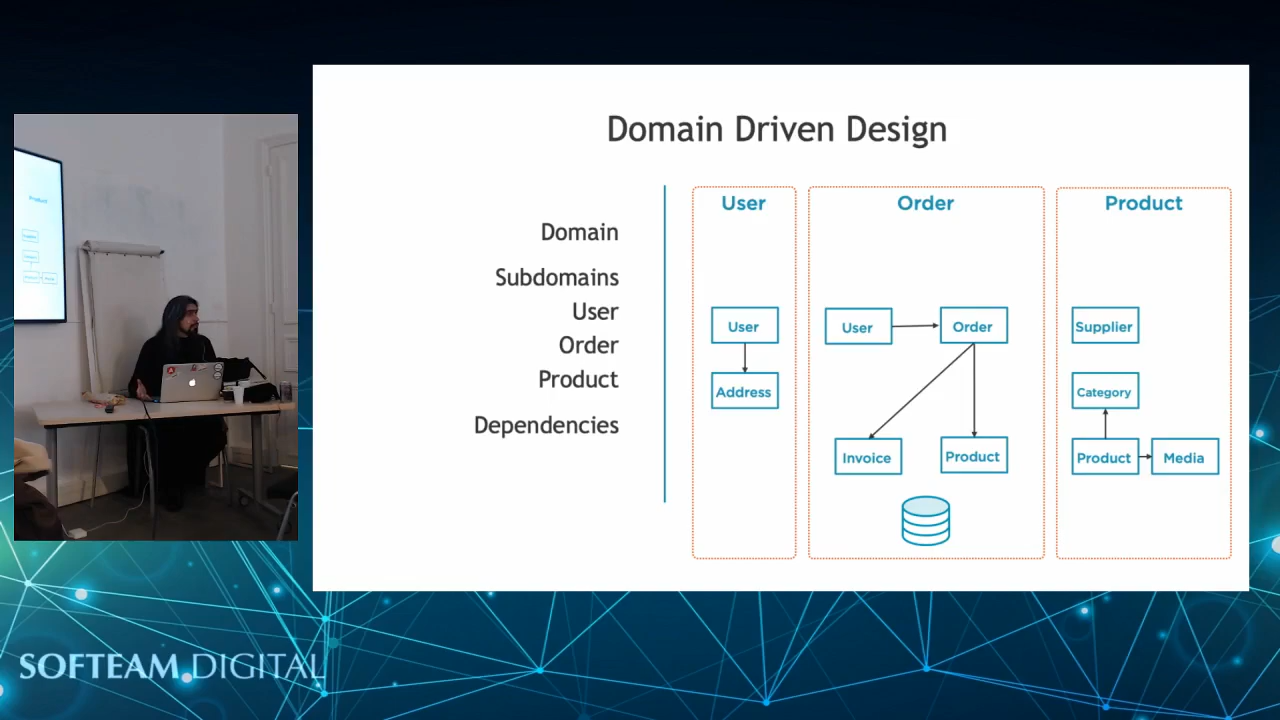 Domain Driven Design
Domain
Subdomains
User
Order
Product
Dependencies
User
User
Address
Order
User
Order
Invoice
Product
Product
Supplier
Category
Product
Media
Product
SOFTEAM DIGITAL